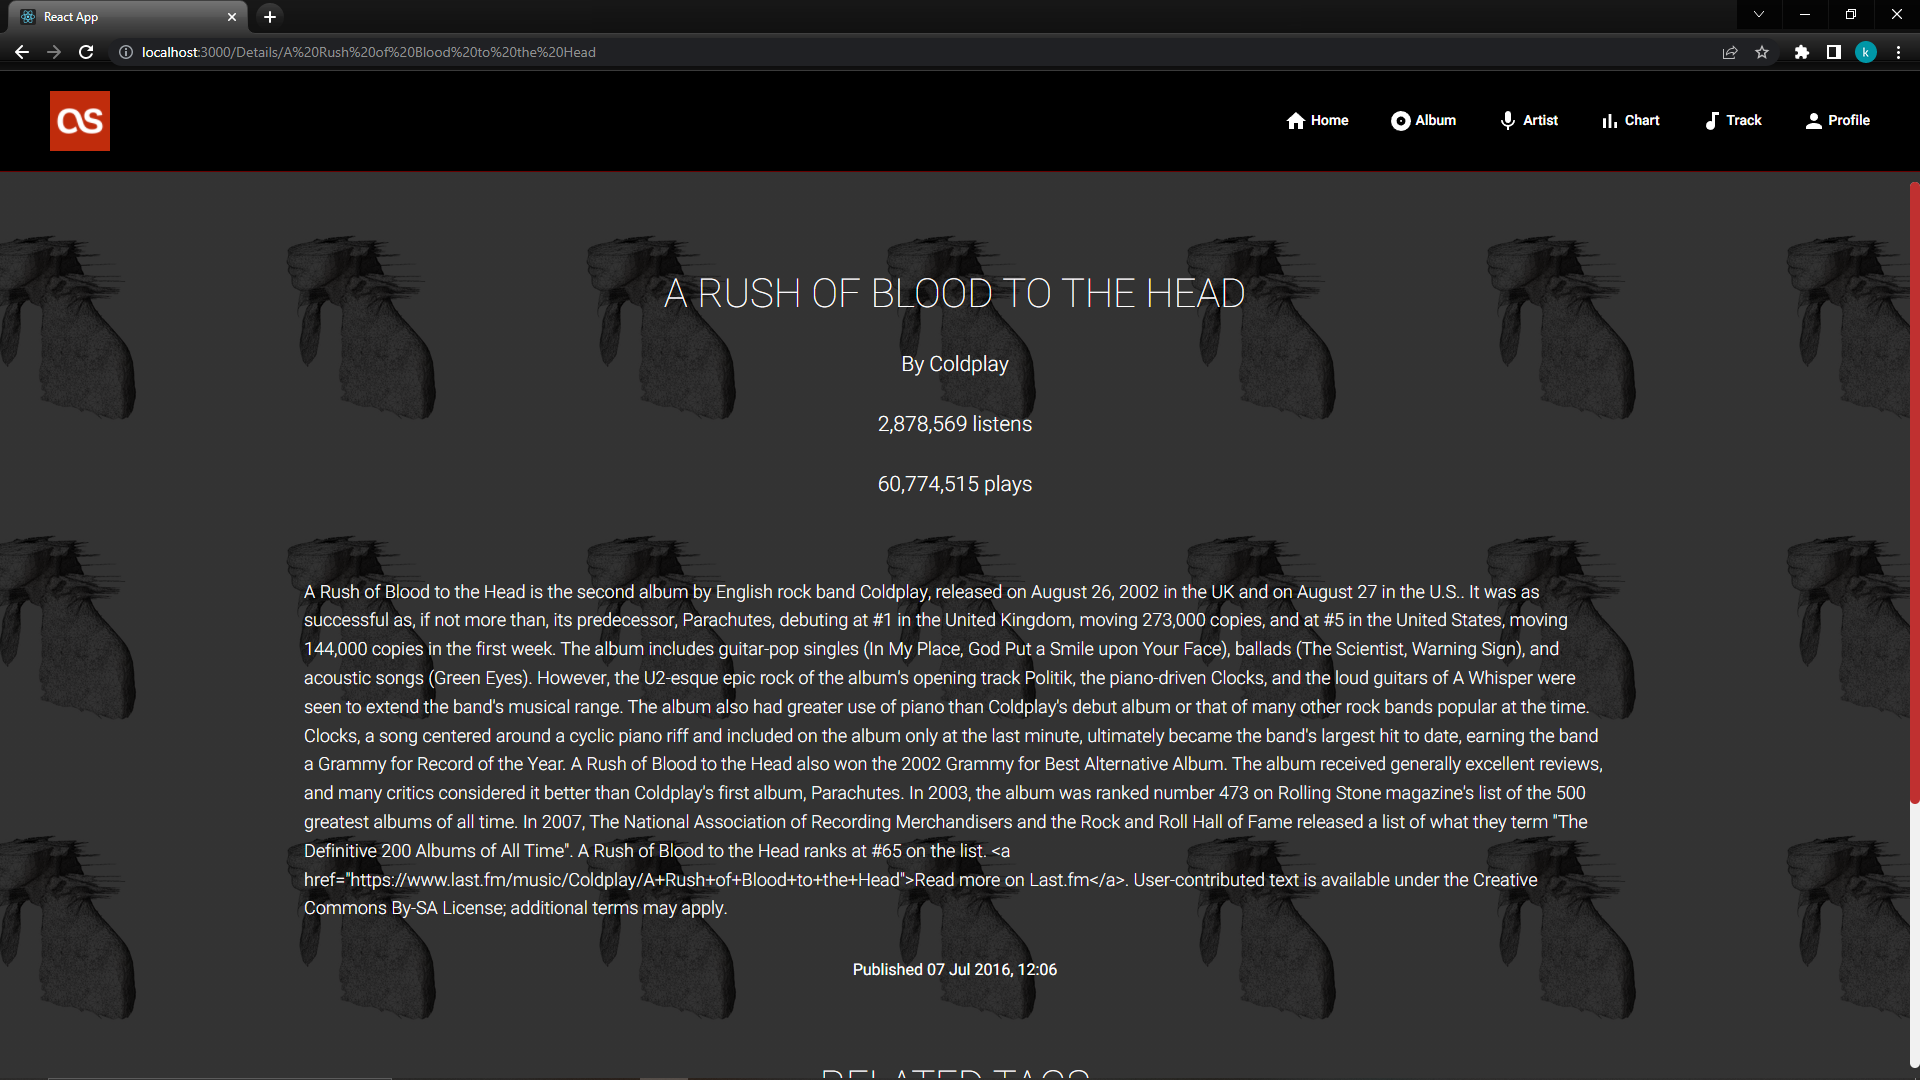 React App
localhost:3000/Details/A%20Rush%20of%20Blood%20to%20the%20Head
k
as
Home
Album
Artist
Chart
Track
Profile
A RUSH OF BLOOD TO THE HEAD
By Coldplay
2,878,569 listens
60,774,515 plays
A Rush of Blood to the Head is the second album by English rock band Coldplay, released on August 26, 2002 in the UK and on August 27 in the U.S.. It was as
successful as, if not more than, its predecessor, Parachutes, debuting at #1 in the United Kingdom, moving 273,000 copies, and at #5 in the United States, moving
144,000 copies in the first week. The album includes guitar-pop singles (In My Place, God Put a Smile upon Your Face), ballads (The Scientist, Warning Sign), and
acoustic songs (Green Eyes). However, the U2-esque epic rock of the album's opening track Politik, the piano-driven Clocks, and the loud guitars of A Whisper were
seen to extend the band's musical range. The album also had greater use of piano than Coldplay's debut album or that of many other rock bands popular at the time.
Clocks, a song centered around a cyclic piano riff and included on the album only at the last minute, ultimately became the band's largest hit to date, earning the band
a Grammy for Record of the Year. A Rush of Blood to the Head also won the 2002 Grammy for Best Alternative Album. The album received generally excellent reviews,
and many critics considered it better than Coldplay's first album, Parachutes. In 2003, the album was ranked number 473 on Rolling Stone magazine's list of the 500
greatest albums of all time. In 2007, The National Association of Recording Merchandisers and the Rock and Roll Hall of Fame released a list of what they term "The
Definitive 200 Albums of All Time". A Rush of Blood to the Head ranks at #65 on the list. <a
href="https://www.last.fm/music/Coldplay/A+Rush+of+Blood+to+the+Head">Read more on Last.fm</a>. User-contributed text is available under the Creative
Commons By-SA License; additional terms may apply.
Published 07 Jul 2016, 12:06
RELATED TAGS